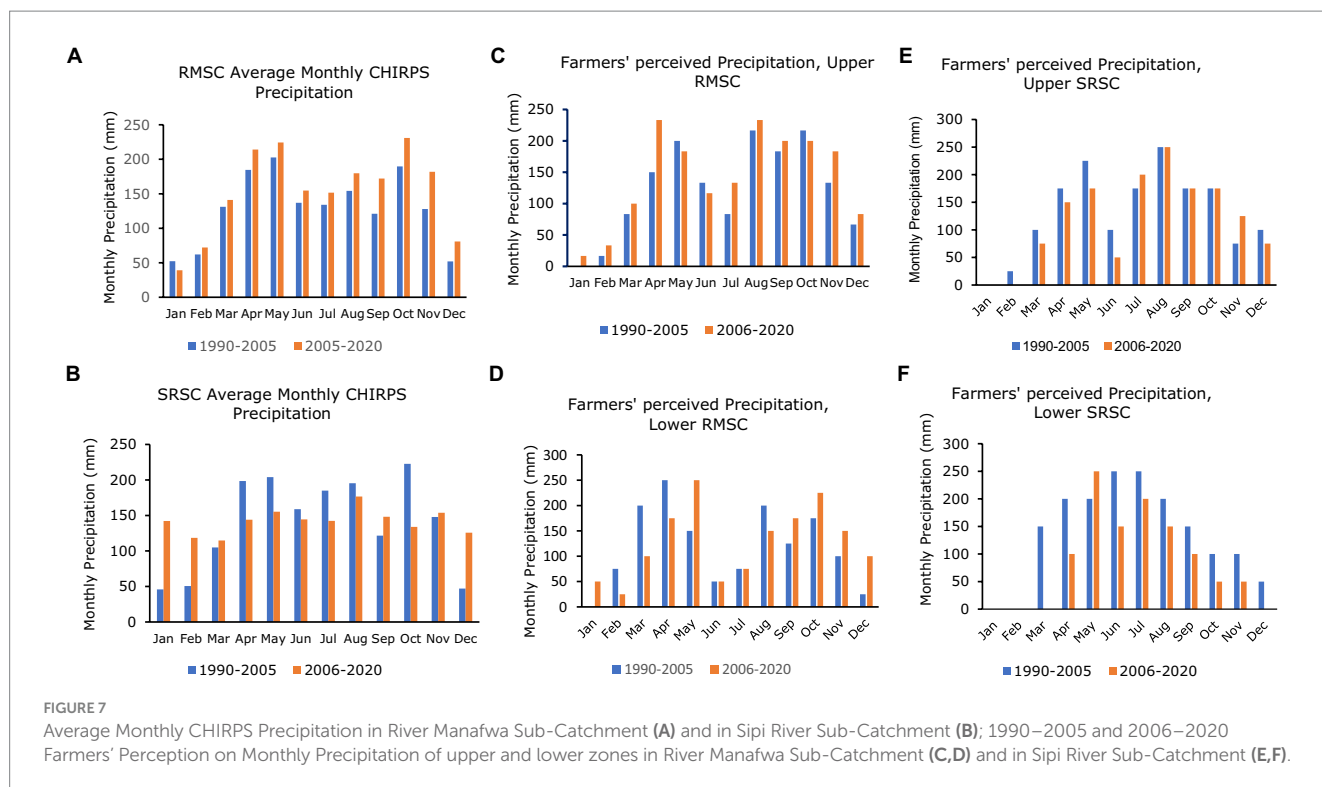 A
RMSC Average Monthly CHIRPS
Precipitation
Monthly Precipitation (mm)
250
200
150
100
50
0
Jan Feb Mar Apr May Jun Jul Aug Sep Oct Nov Dec
1990-2005 2005-2020
B
SRSC Average Monthly CHIRPS
Precipitation
Monthly Precipitation (mm)
250
200
150
100
50
0
Jan Feb Mar Apr May Jun Jul Aug Sep Oct Nov Dec
1990-2005 2006-2020
C
Farmers' perceived Precipitation, Upper
RMSC
Monthly Precipitation (mm)
250
200
150
100
50
0
Jan Feb Mar Apr May Jun Jul Aug Sep Oct Nov Dec
1990-2005 2006-2020
D
Farmers' perceived Precipitation,
Lower RMSC
Monthly Precipitation (mm)
300
250
200
150
100
50
0
Jan Feb Mar Apr May Jun Jul Aug Sep Oct Nov Dec
1990-2005 2006-2020
E
Farmers' perceived Precipitation,
Upper SRSC
Monthly Precipitation (mm)
300
250
200
150
100
50
0
Jan Feb Mar Apr May Jun Jul Aug Sep Oct Nov Dec
1990-2005 2006-2020
F
Farmers' perceived Precipitation,
Lower SRSC
Monthly Precipitation (mm)
300
250
200
150
100
50
0
Jan Feb Mar Apr May Jun Jul Aug Sep Oct Nov Dec
1990-2005 2006-2020
FIGURE 7
Average Monthly CHIRPS Precipitation in River Manafwa Sub-Catchment (A) and in Sipi River Sub-Catchment (B); 1990–2005 and 2006–2020
Farmers' Perception on Monthly Precipitation of upper and lower zones in River Manafwa Sub-Catchment (C,D) and in Sipi River Sub-Catchment (E,F).